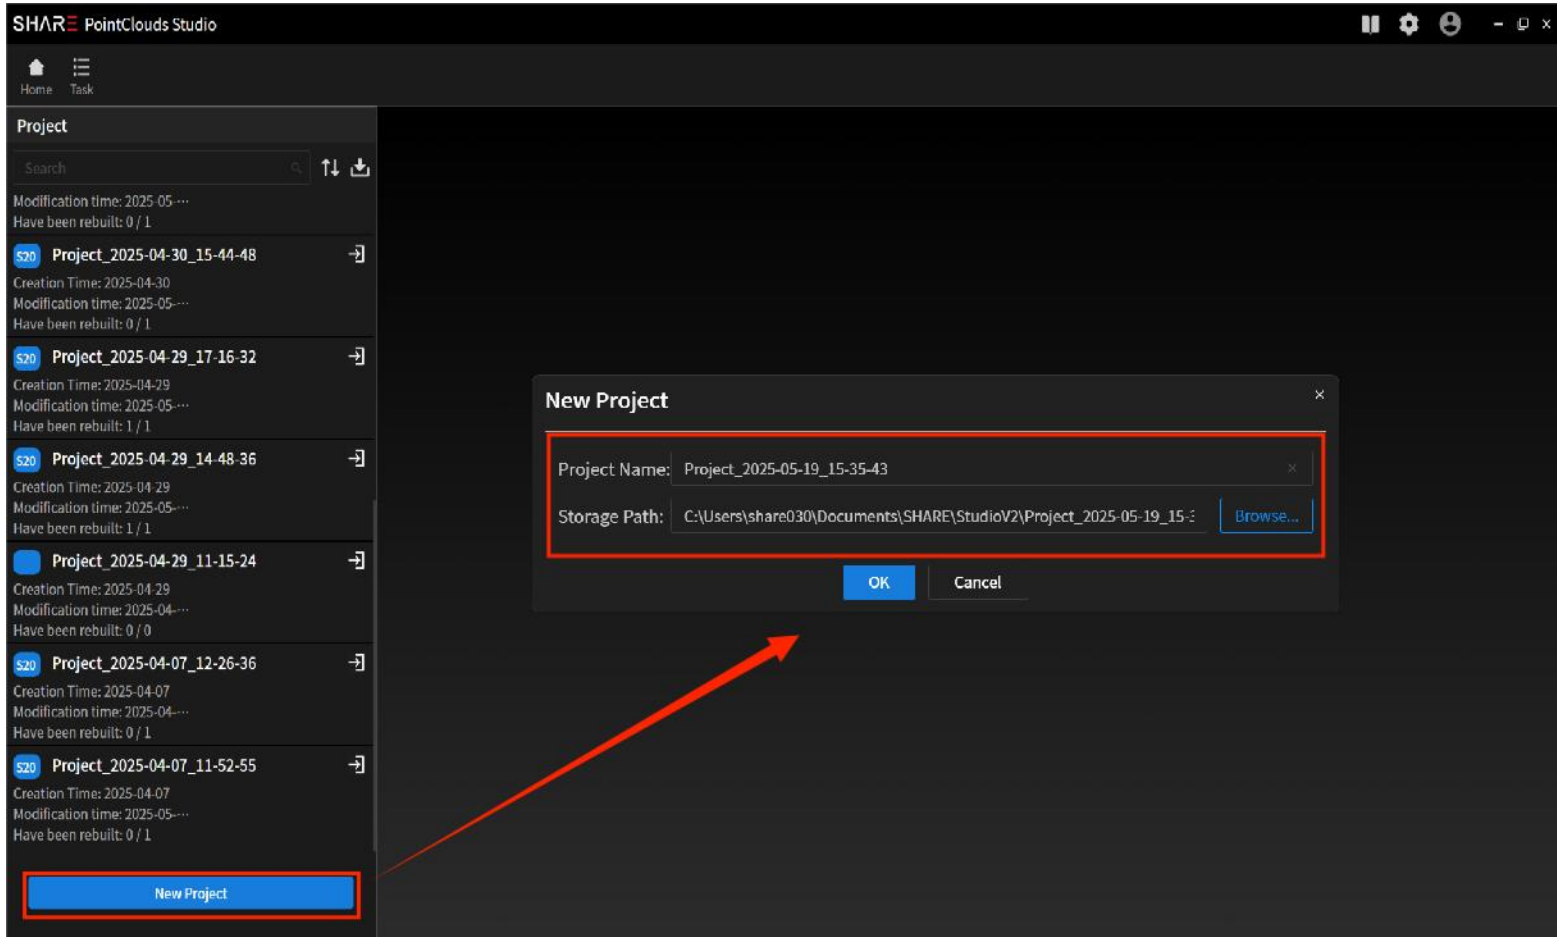 SHARE PointClouds Studio
Home Task
Project
Search
Modification time: 2025-05-···
Have been rebuilt: 0 / 1
S20 Project_2025-04-30_15-44-48
Creation Time: 2025-04-30
Modification time: 2025-05-···
Have been rebuilt: 0 / 1
S20 Project_2025-04-29_17-16-32
Creation Time: 2025-04-29
Modification time: 2025-05-···
Have been rebuilt: 1 / 1
S20 Project_2025-04-29_14-48-36
Creation Time: 2025-04-29
Modification time: 2025-05-···
Have been rebuilt: 1 / 1
Project_2025-04-29_11-15-24
Creation Time: 2025-04-29
Modification time: 2025-04-···
Have been rebuilt: 0 / 0
S20 Project_2025-04-07_12-26-36
Creation Time: 2025-04-07
Modification time: 2025-04-···
Have been rebuilt: 0 / 1
S20 Project_2025-04-07_11-52-55
Creation Time: 2025-04-07
Modification time: 2025-05-···
Have been rebuilt: 0 / 1
New Project
New Project
Project Name: Project_2025-05-19_15-35-43
Storage Path: C:\Users\share030\Documents\SHARE\StudioV2\Project_2025-05-19_15-3 Browse...
OK Cancel